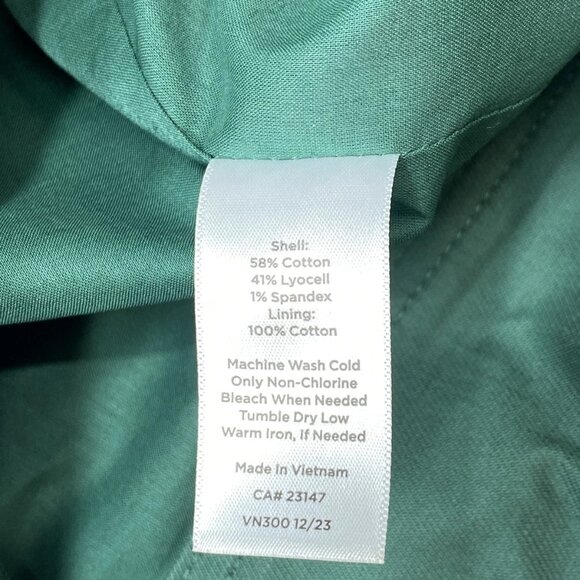 Shell:
58% Cotton
41% Lyocell
1% Spandex
Lining:
100% Cotton
Machine Wash Cold
Only Non-Chlorine
Bleach When Needed
Tumble Dry Low
Warm Iron, If Needed
Made In Vietnam
CA# 23147
VN300 12/23